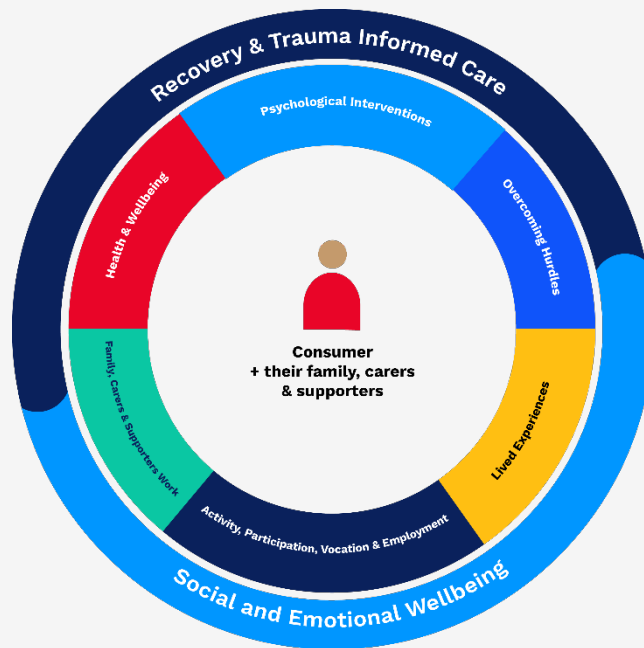 Recovery & Trauma Informed Care
Psychological Interventions
Health & Wellbeing
Overcoming Hurdles
Consumer
+ their family, carers
& supporters
Family, Carers & Supporters Work
Lived Experiences
Activity, Participation, Vocation & Employment
Social and Emotional Wellbeing